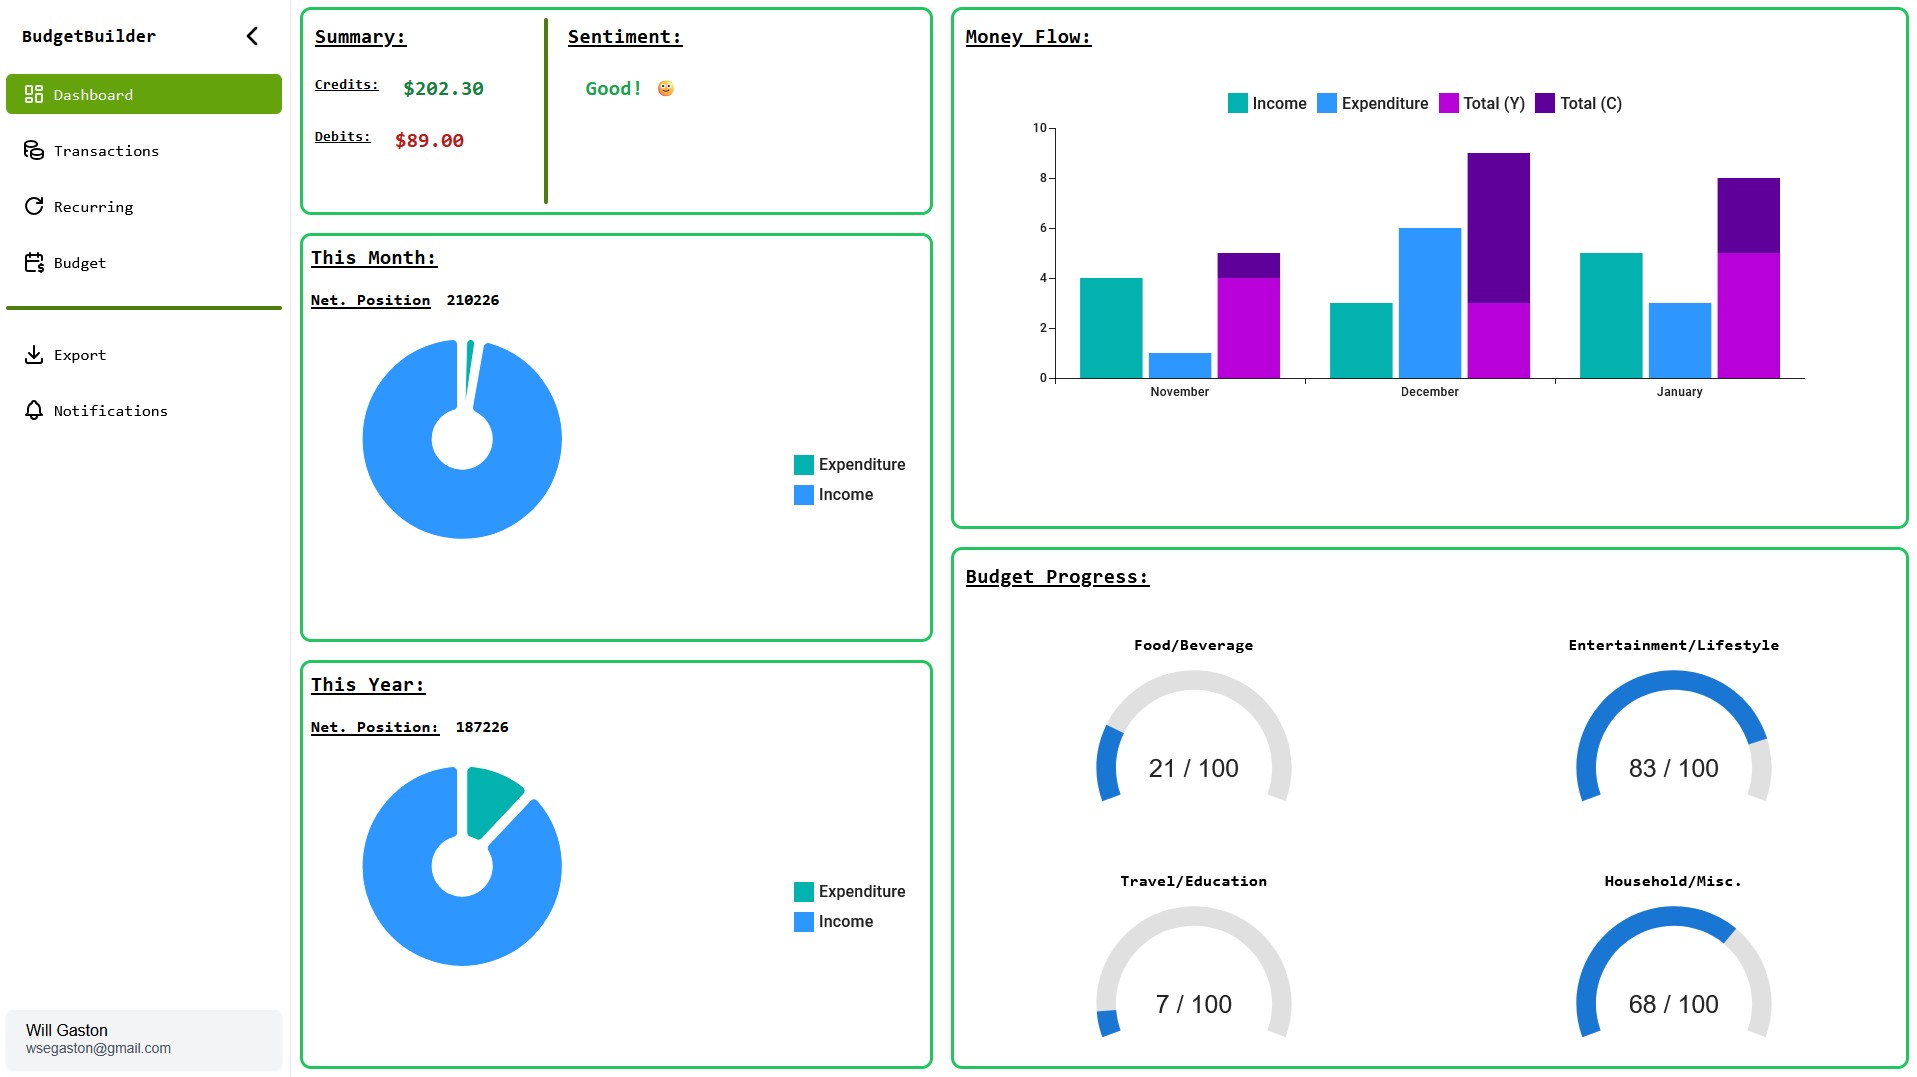 BudgetBuilder
Dashboard
Transactions
Recurring
Budget
Export
Notifications
Will Gaston
wsegaston@gmail.com
Summary:
Credits: $202.30
Debits: $89.00
Sentiment:
Good!
This Month:
Net. Position 210226
Expenditure
Income
This Year:
Net. Position: 187226
Expenditure
Income
Money Flow:
Income Expenditure Total (Y) Total (C)
10
8
6
4
2
0
November December January
Budget Progress:
Food/Beverage
21 / 100
Entertainment/Lifestyle
83 / 100
Travel/Education
7 / 100
Household/Misc.
68 / 100